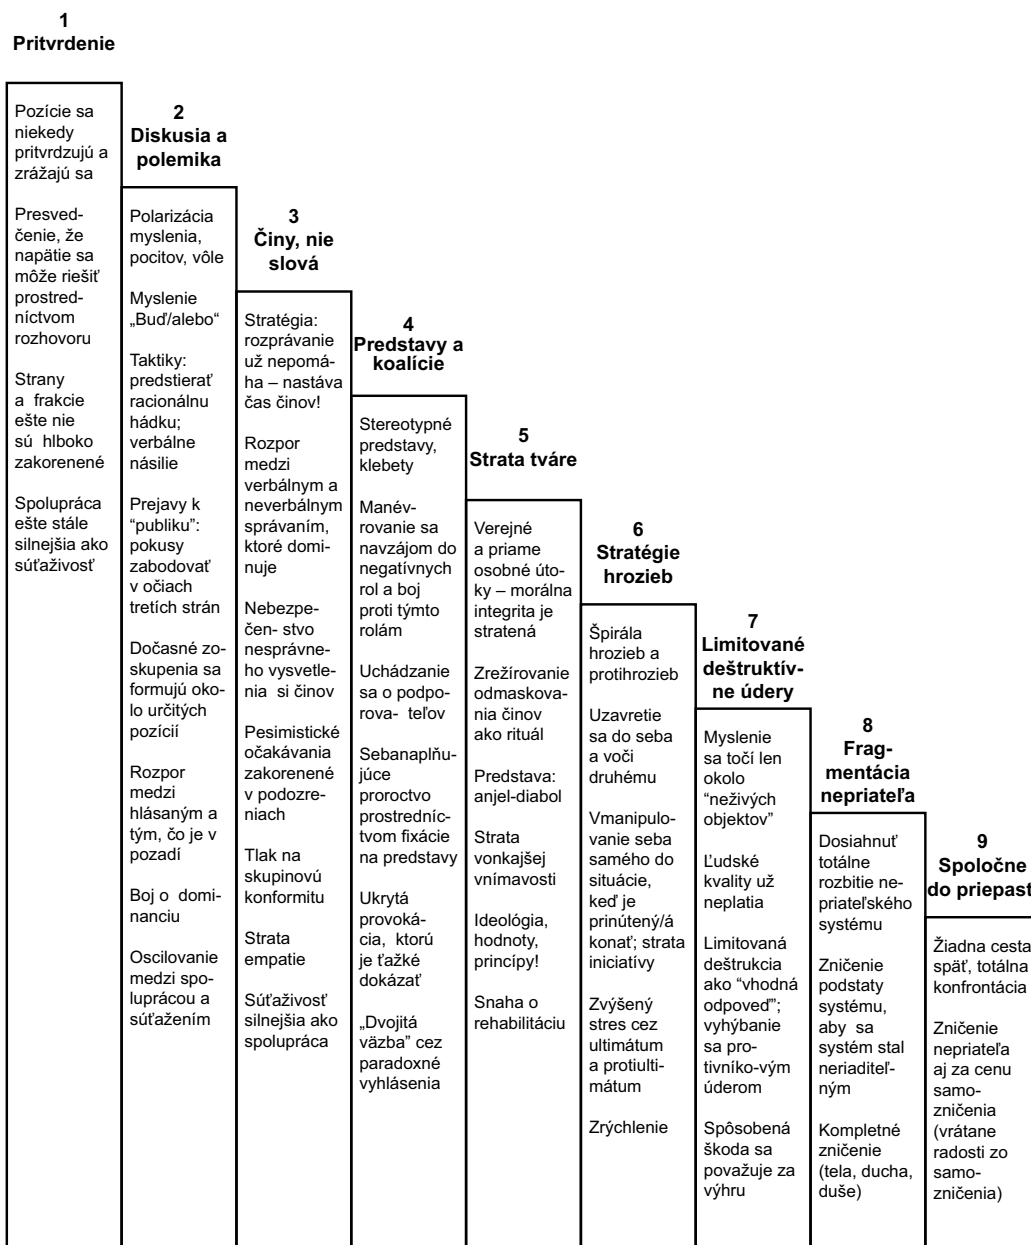 1
Pritvrdenie
Pozície sa
niekedy
pritvrdzujú a
zrážajú sa
Presved-
čenie, že
napätie sa
môže riešiť
prostred-
níctvom
rozhovoru
Strany
a frakcie
ešte nie
sú hlboko
zakorenené
Spolupráca
ešte stále
silnejšia ako
súťaživosť
2
Diskusia a
polemika
Polarizácia
myslenia,
pocitov, vôle
Myslenie
„Buď/alebo“
Taktiky:
predstierať
racionálnu
hádku;
verbálne
násilie
Prejavy k
“publiku”:
pokusy
zabodovať
v očiach
tretích strán
Dočasné zo-
skupenia sa
formujú oko-
lo určitých
pozícií
Rozpor
medzi
hlásaným a
tým, čo je v
pozadí
Boj o domi-
nanciu
Oscilovanie
medzi spo-
luprácou a
súťažením
3
Činy, nie
slová
Stratégia:
rozprávanie
už nepomá-
ha – nastáva
čas činov!
Rozpor
medzi
verbálnym a
neverbálnym
správaním,
ktoré domi-
nuje
Nebezpe-
čen- stvo
nesprávne-
ho vysvetle-
nia si činov
Pesimistické
očakávania
zakorenené
v podozre-
niach
Tlak na
skupinovú
konformitu
Strata
empatie
Súťaživosť
silnejšia ako
spolupráca
4
Predstavy a
koalície
Stereotypné
predstavy,
klebety
Manév-
rovanie sa
navzájom do
negatívnych
rol a boj
proti týmto
rolám
Uchádzanie
sa o podpo-
rova- teľov
Sebanaplňu-
júce
proroctvo
prostredníc-
tvom fixácie
na predstavy
Ukrytá
provoká-
cia, ktorú
je ťažké
dokázať
„Dvojitá
väzba” cez
paradoxné
vyhlásenia
5
Strata tváre
Verejné
a priame
osobné úto-
ky – morálna
integrita je
stratená
Zrežírovanie
odmaskova-
nia činov
ako rituál
Predstava:
anjel-diabol
Strata
vonkajšej
vnímavosti
Ideológia,
hodnoty,
princípy!
Snaha o
rehabilitáciu
6
Stratégie
hrozieb
Špirála
hrozieb a
protihrozieb
Uzavretie
sa do seba
a voči
druhému
Vmanipulo-
vanie seba
samého do
situácie,
keď je
prinútený/á
konať; strata
iniciatívy
Zvýšený
stres cez
ultimátum
a protiulti-
mátum
Zrýchlenie
7
Limitované
deštruktív-
ne údery
Myslenie
sa točí len
okolo
“neživých
objektov”
Ľudské
kvality už
neplatia
Limitovaná
deštrukcia
ako “vhodná
odpoveď”;
vyhýbanie
sa pro-
tivníko-vým
úderom
Spôsobená
škoda sa
považuje za
výhru
8
Frag-
mentácia
nepriateľa
Dosiahnuť
totálne
rozbitie ne-
priateľského
systému
Zničenie
podstaty
systému,
aby sa
systém stal
neriaditeľ-
ným
Kompletné
zničenie
(tela, ducha,
duše)
9
Spoločne
do priepast
Žiadna cesta
späť, totálna
konfrontácia
Zničenie
nepriateľa
aj za cenu
samo-
zničenia
(vrátane
radosti zo
samo-
zničenia)